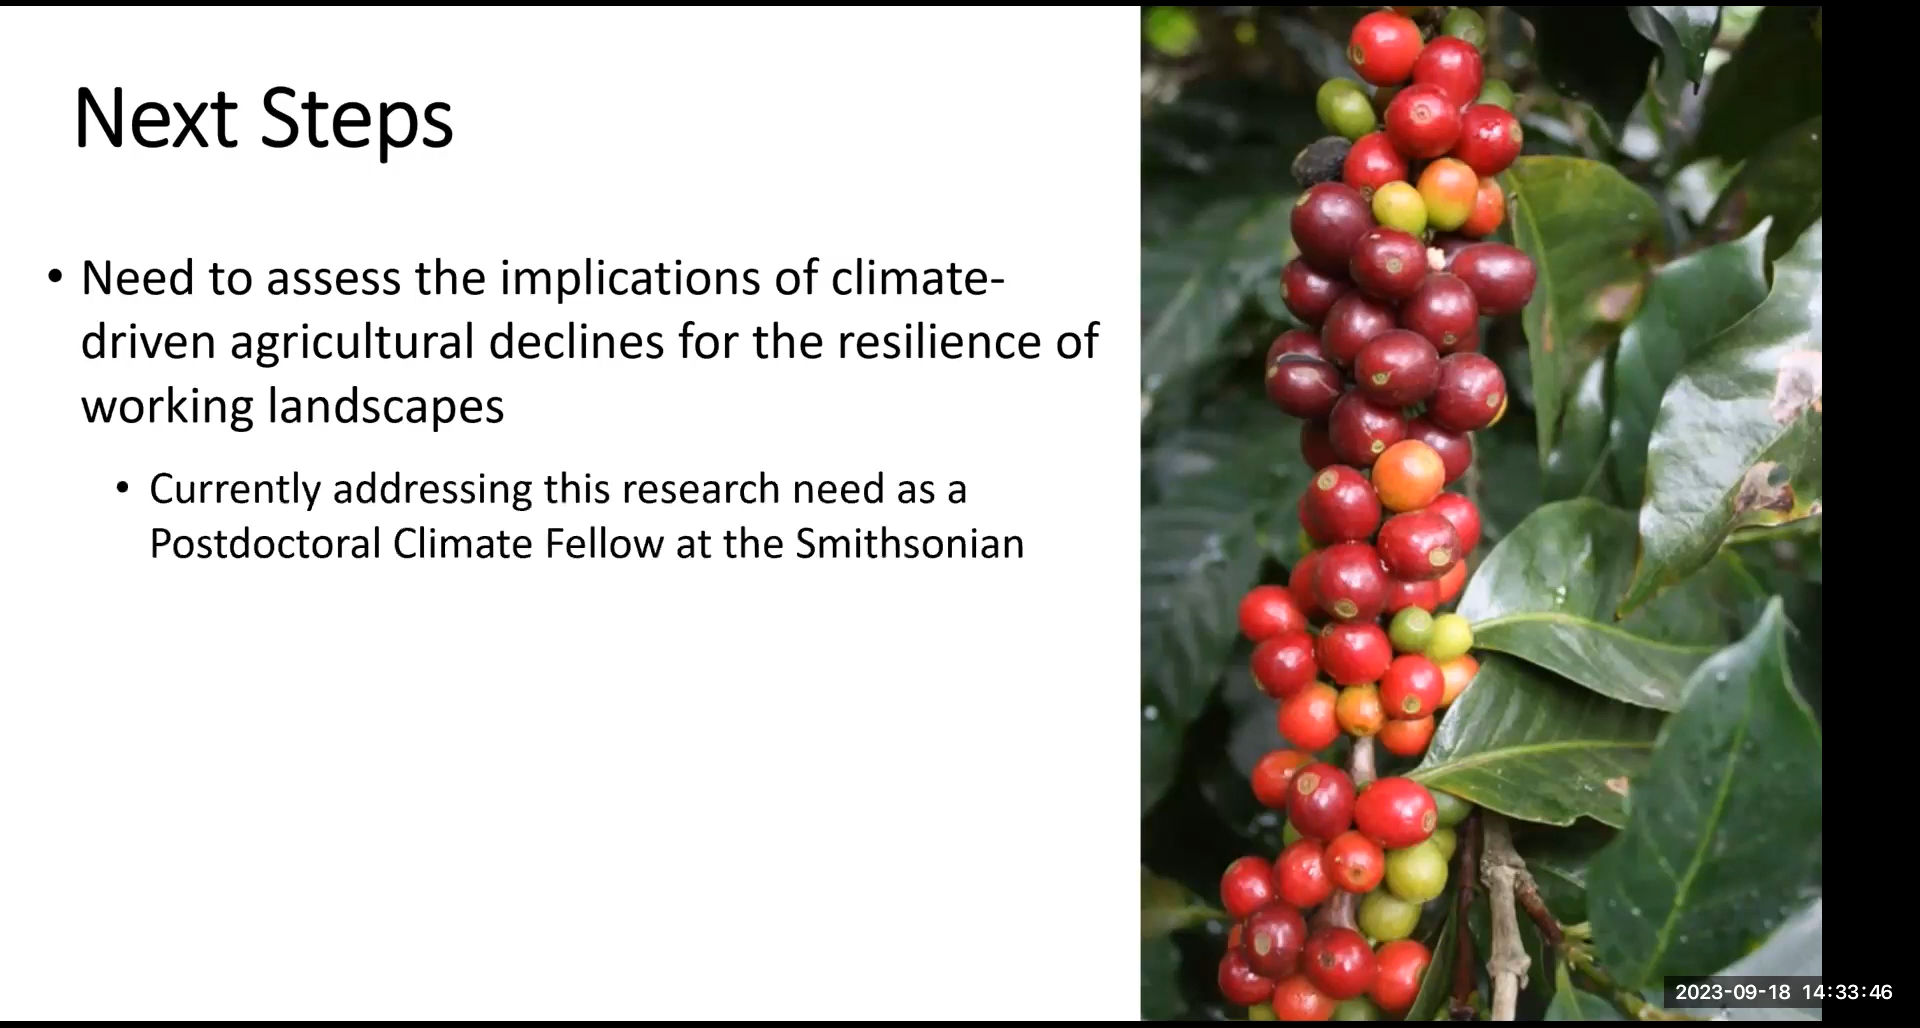 Next Steps
• Need to assess the implications of climate-
driven agricultural declines for the resilience of
working landscapes
• Currently addressing this research need as a
Postdoctoral Climate Fellow at the Smithsonian
2023-09-18 14:33:46